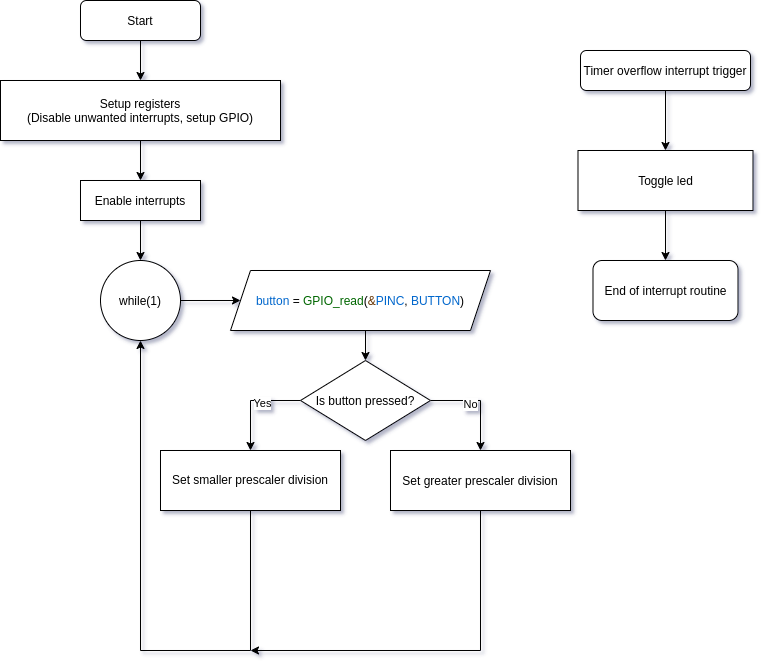 Start
Setup registers
(Disable unwanted interrupts, setup GPIO)
Enable interrupts
while(1)
button = GPIO_read(&PINC, BUTTON)
Is button pressed?
Yes
No
Set smaller prescaler division
Set greater prescaler division
Timer overflow interrupt trigger
Toggle led
End of interrupt routine